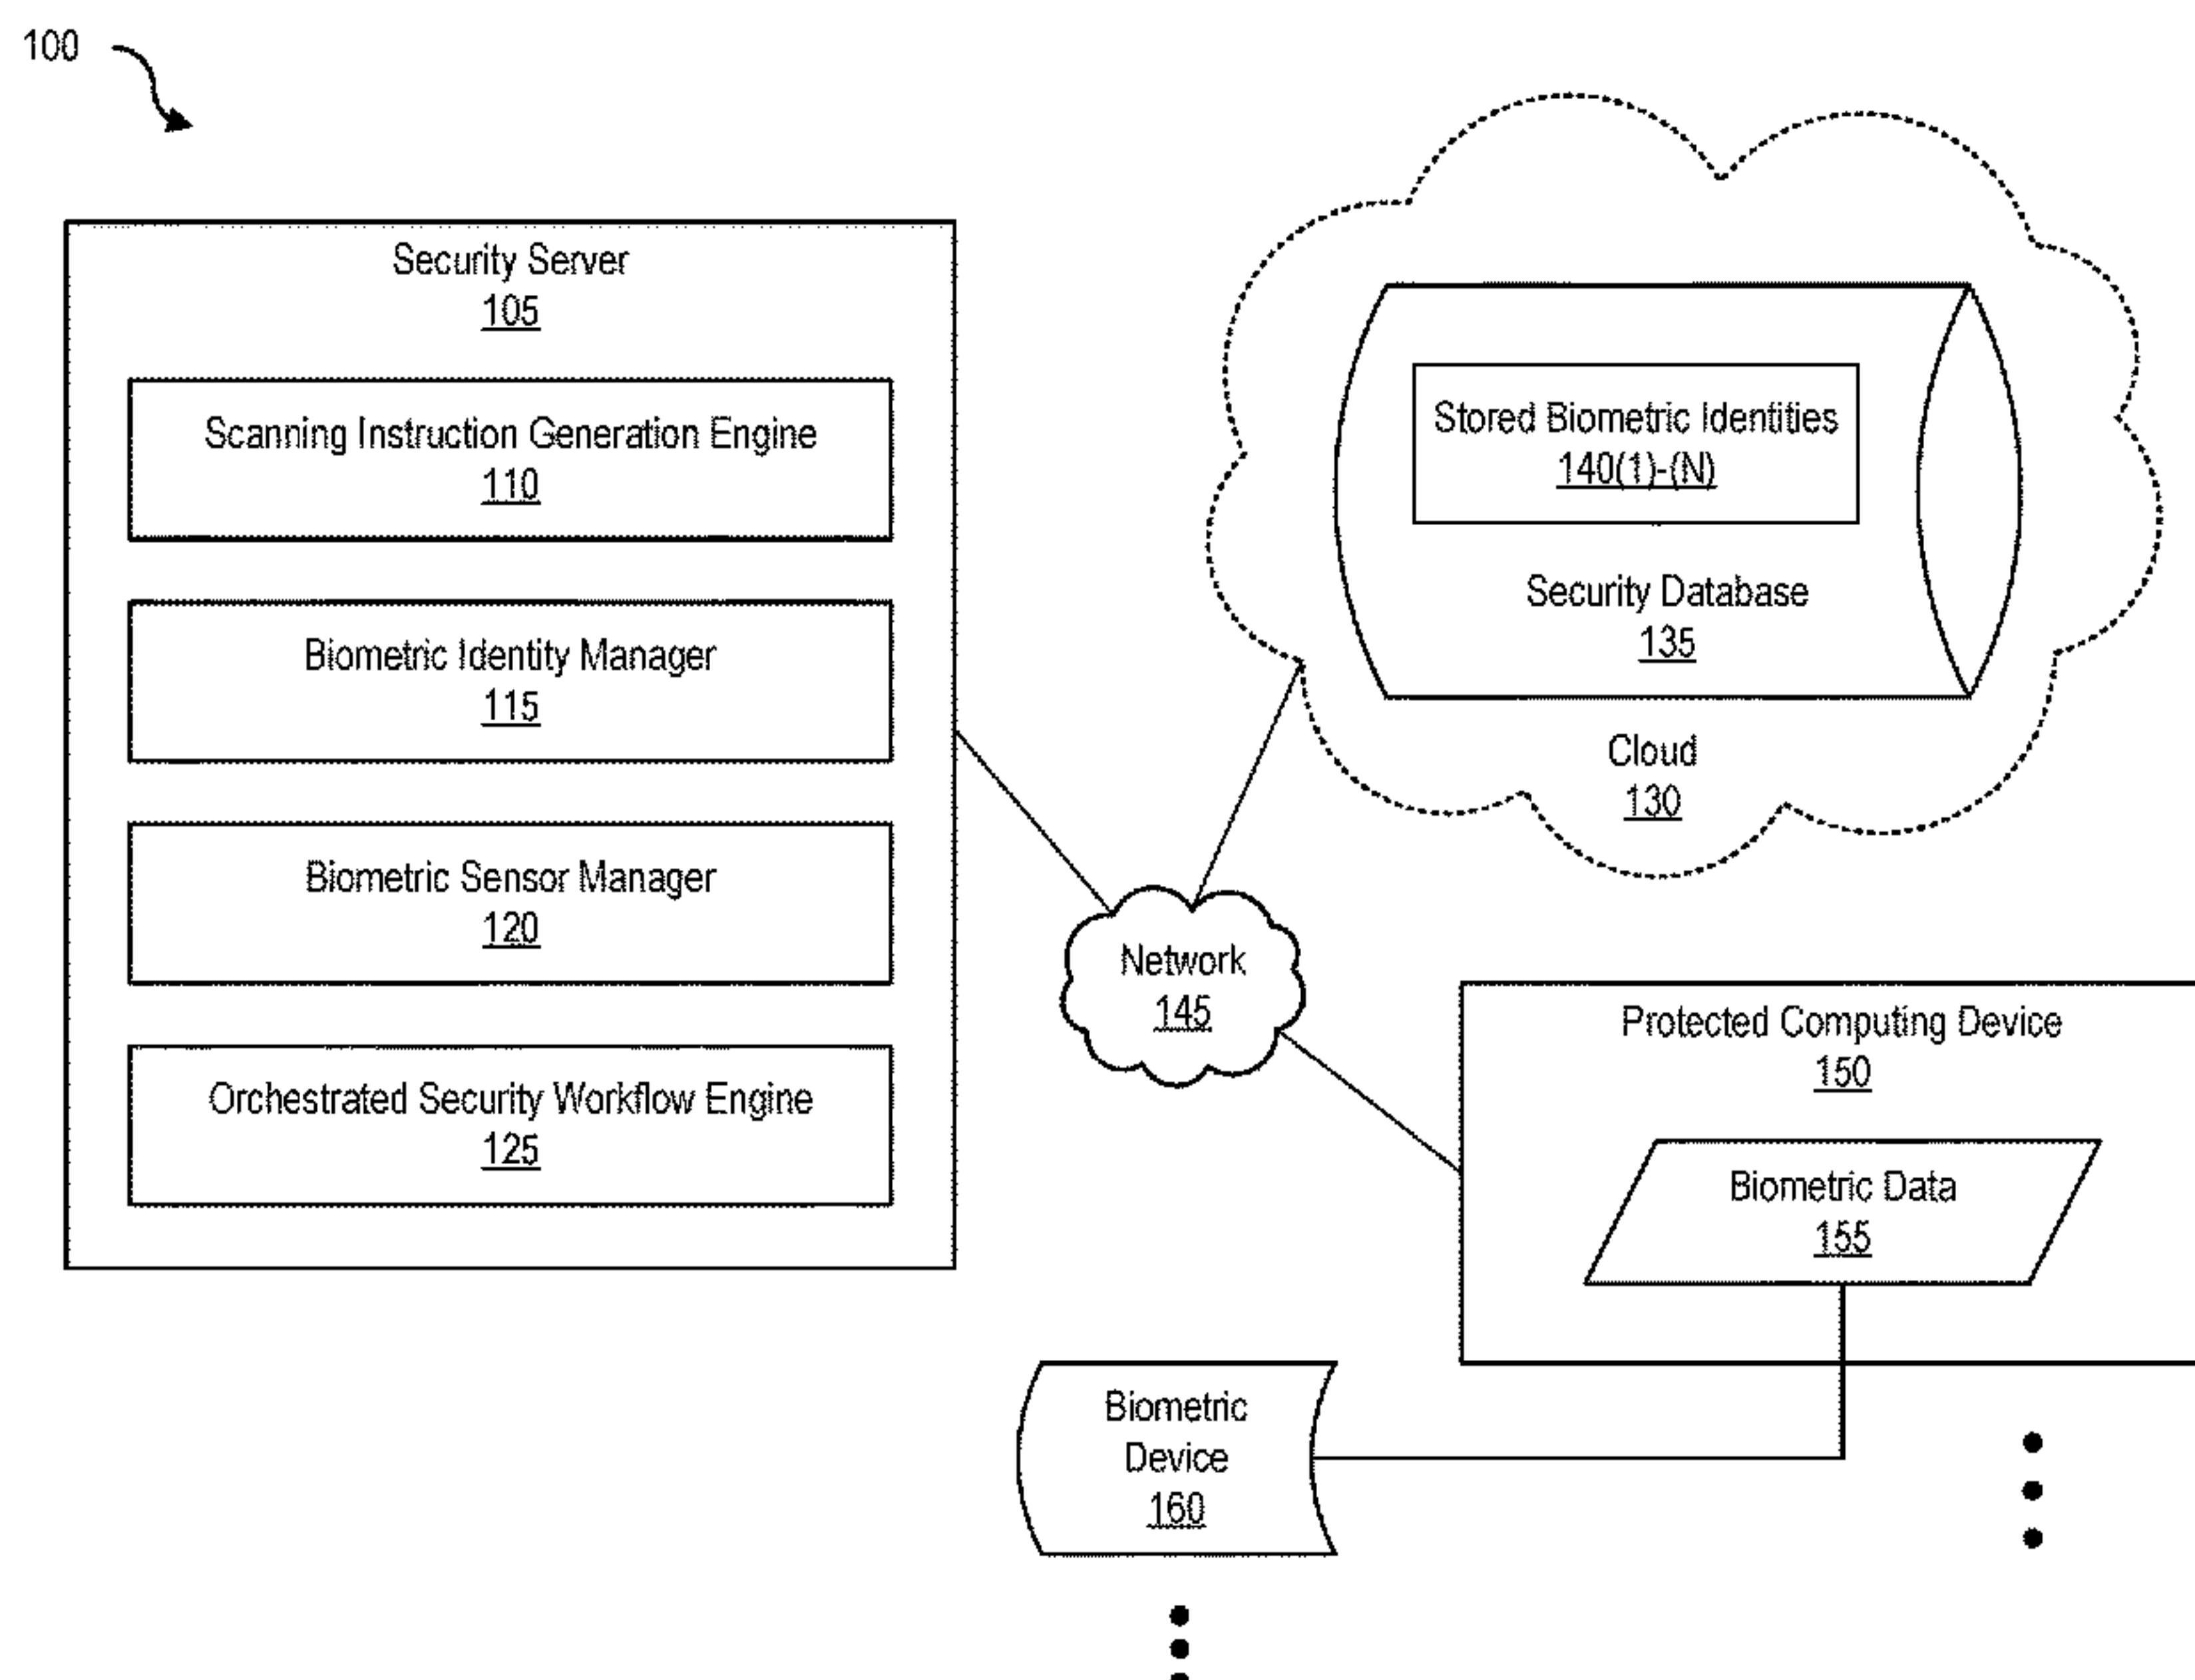 100
Security Server
105
Scanning Instruction Generation Engine
110
Biometric Identity Manager
115
Biometric Sensor Manager
120
Orchestrated Security Workflow Engine
125
Stored Biometric Identities
140(1)-(N)
Security Database
135
Cloud
130
Network
145
Protected Computing Device
150
Biometric Data
155
Biometric
Device
160